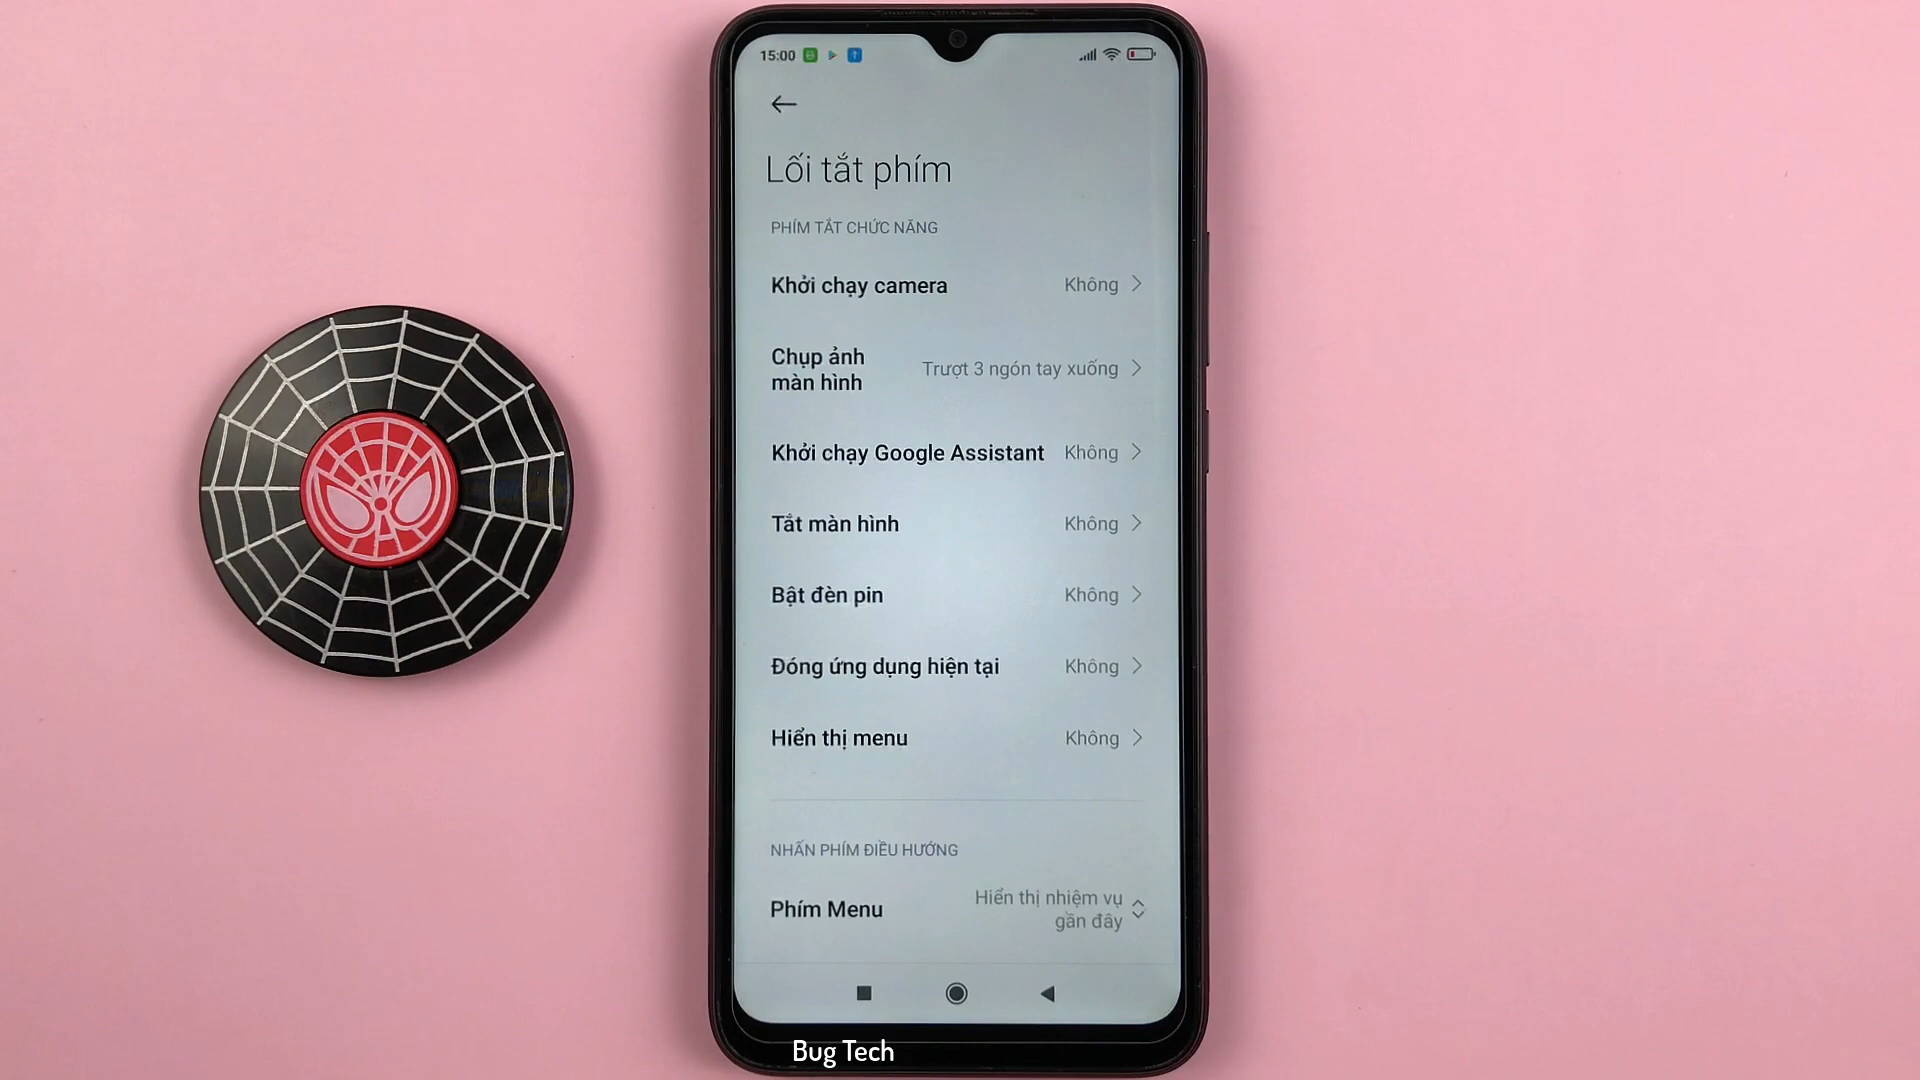 15:00
Lối tắt phím
PHÍM TẮT CHỨC NĂNG
Khởi chạy camera Không
Chụp ảnh
màn hình Trượt 3 ngón tay xuống
Khởi chạy Google Assistant Không
Tắt màn hình Không
Bật đèn pin Không
Đóng ứng dụng hiện tại Không
Hiển thị menu Không
NHẤN PHÍM ĐIỀU HƯỚNG
Phím Menu Hiển thị nhiệm vụ
gần đây
Bug Tech